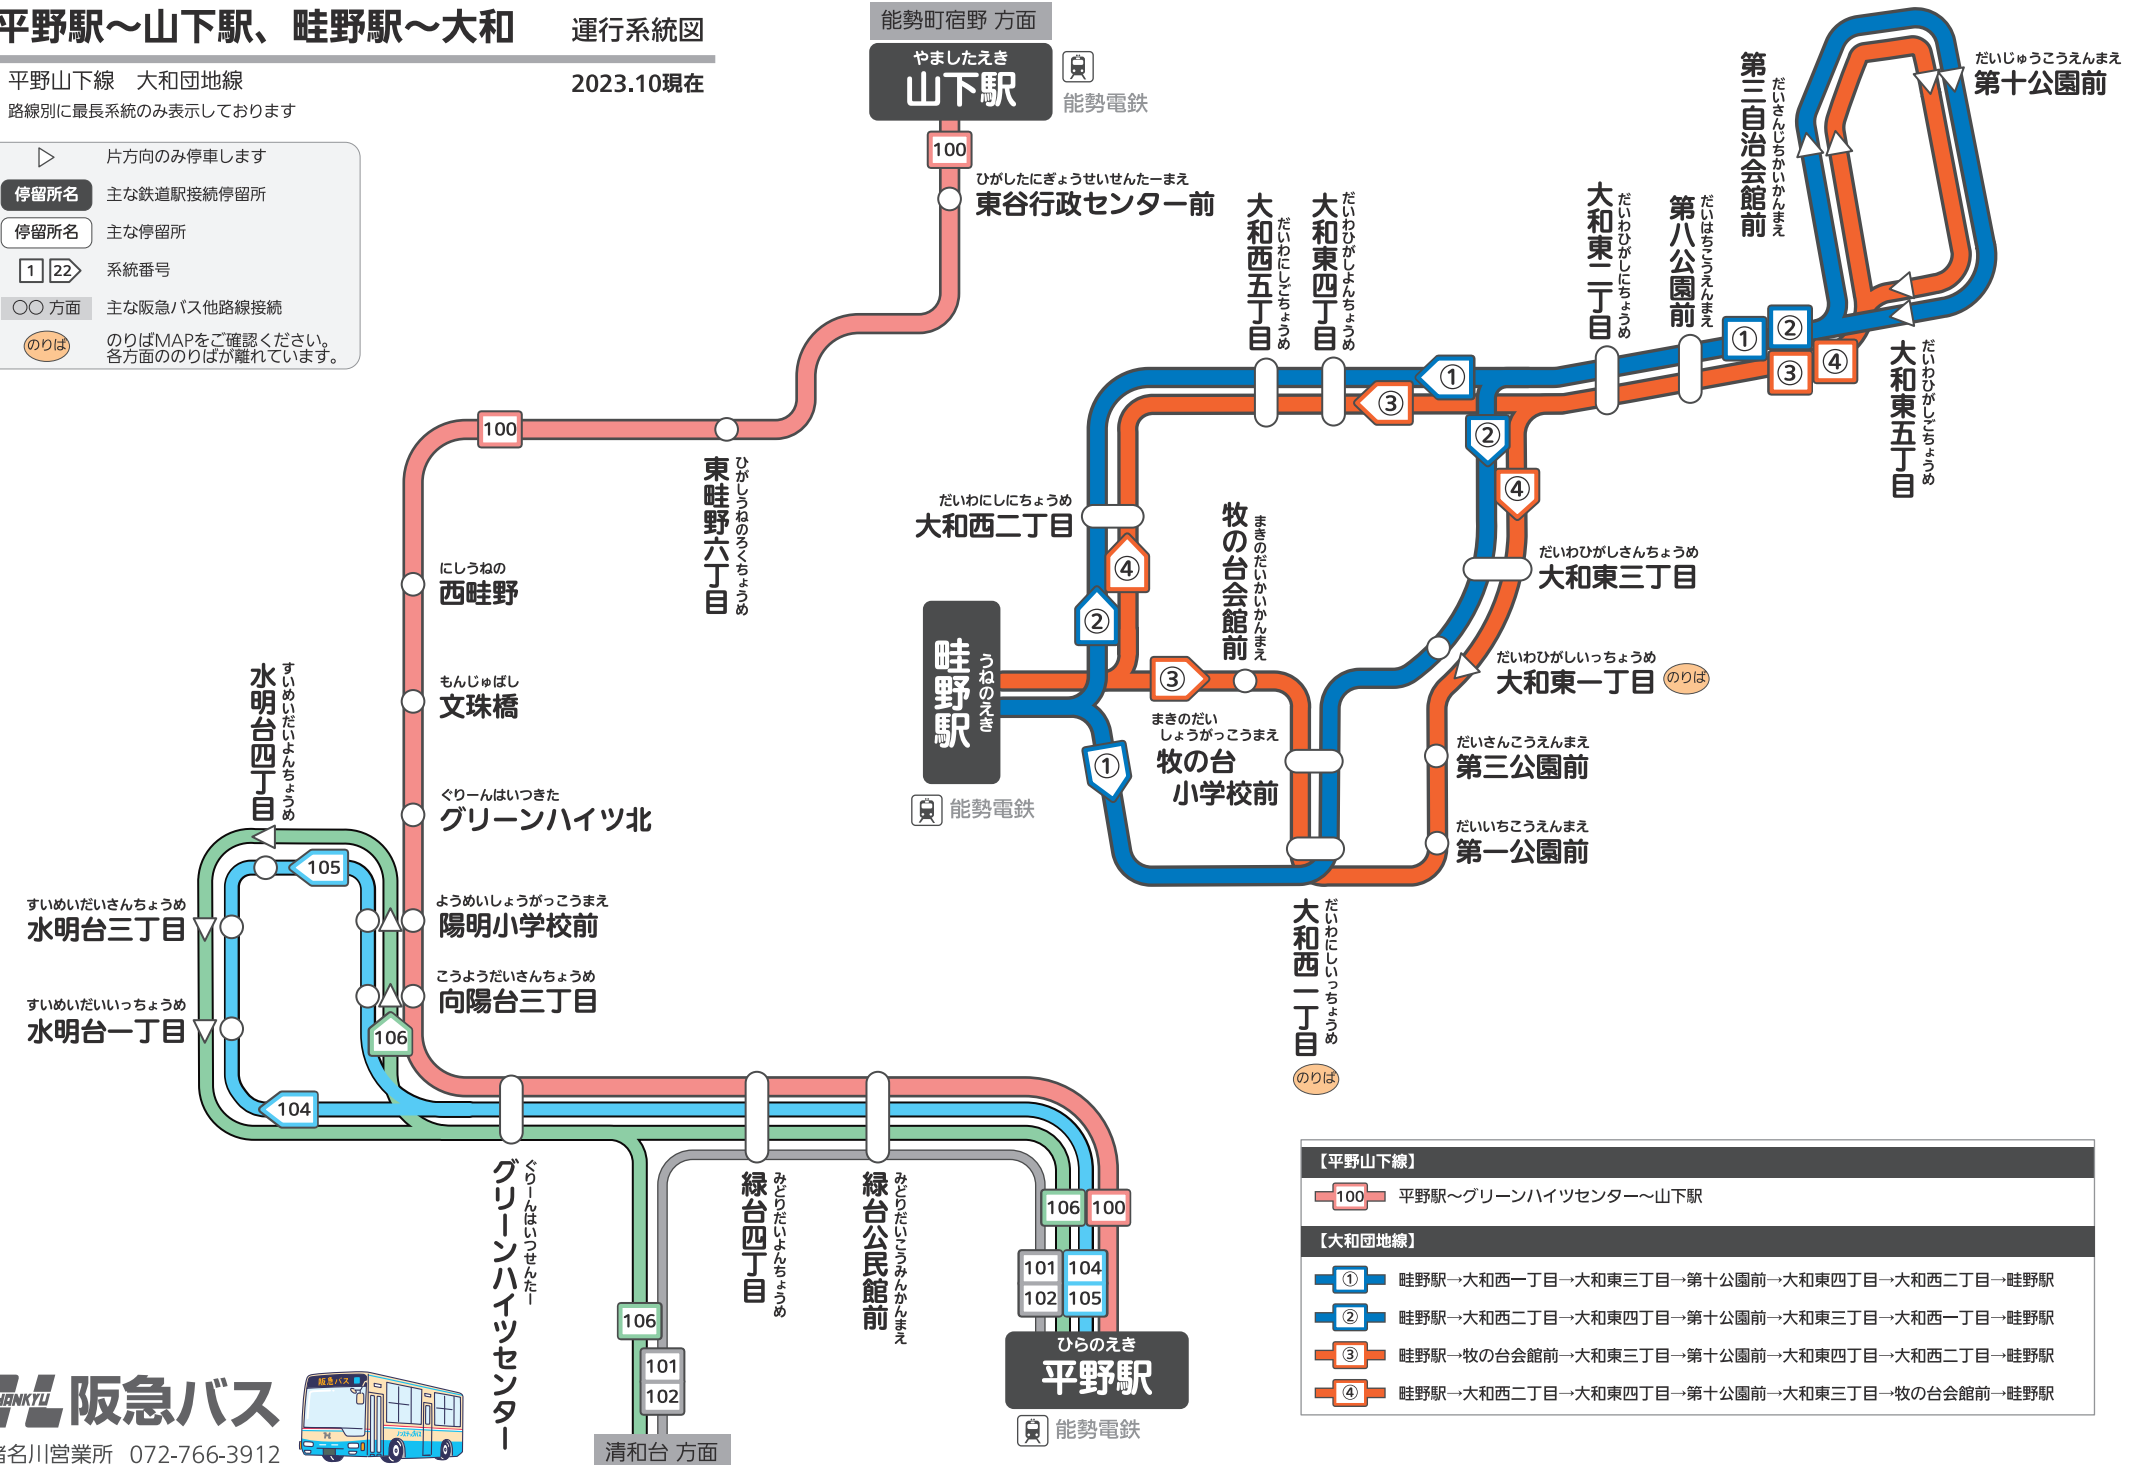 平野駅～山下駅、畦野駅～大和
運行系統図
平野山下線　大和団地線
2023.10現在
路線別に最長系統のみ表示しております
片方向のみ停車します
停留所名 主な鉄道駅接続停留所
停留所名 主な停留所
1 22 系統番号
〇〇 方面 主な阪急バス他路線接続
のりば のりばMAPをご確認ください。
各方面ののりばが離れています。
能勢町宿野 方面
やましたえき
山下駅
能勢電鉄
100
ひがしたにぎょうせいせんたーまえ
東谷行政センター前
100
東畦野六丁目
ひがしうねのろくちょうめ
にしうねの
西畦野
もんじゅばし
文珠橋
ぐりーんはいつきた
グリーンハイツ北
ようめいしょうがっこうまえ
陽明小学校前
こうようだいさんちょうめ
向陽台三丁目
水明台四丁目
すいめいだいよんちょうめ
105
すいめいだいさんちょうめ
水明台三丁目
すいめいだいいっちょうめ
水明台一丁目
106
104
グリーンハイツセンター
ぐりーんはいつせんたー
緑台四丁目
みどりだいよんちょうめ
緑台公民館前
みどりだいこうみんかんまえ
106 100
101 104
102 105
106
101
102
ひらのえき
平野駅
能勢電鉄
清和台 方面
大和西五丁目
だいわにしごちょうめ
大和東四丁目
だいわひがしよんちょうめ
大和東二丁目
だいわひがしにちょうめ
第八公園前
だいはちこうえんまえ
第三自治会館前
だいさんじちかいかんまえ
だいじゅうこうえんまえ
第十公園前
大和東五丁目
だいわひがしごちょうめ
① ②
③ ④
①
③
②
④
だいわにしにちょうめ
大和西二丁目
④
②
牧の台会館前
まきのだいかいかんまえ
だいわひがしさんちょうめ
大和東三丁目
畦野駅
うねのえき
能勢電鉄
③
①
だいわひがしいっちょうめ
大和東一丁目 のりば
まきのだい
しょうがっこうまえ
牧の台
小学校前
だいさんこうえんまえ
第三公園前
だいいちこうえんまえ
第一公園前
大和西一丁目
だいわにしいっちょうめ
のりば
【平野山下線】
100 平野駅～グリーンハイツセンター～山下駅
【大和団地線】
① 畦野駅→大和西一丁目→大和東三丁目→第十公園前→大和東四丁目→大和西二丁目→畦野駅
② 畦野駅→大和西二丁目→大和東四丁目→第十公園前→大和東三丁目→大和西一丁目→畦野駅
③ 畦野駅→牧の台会館前→大和東三丁目→第十公園前→大和東四丁目→大和西二丁目→畦野駅
④ 畦野駅→大和西二丁目→大和東四丁目→第十公園前→大和東三丁目→牧の台会館前→畦野駅
HANKYU 阪急バス
阪急バス
猪名川営業所 072-766-3912